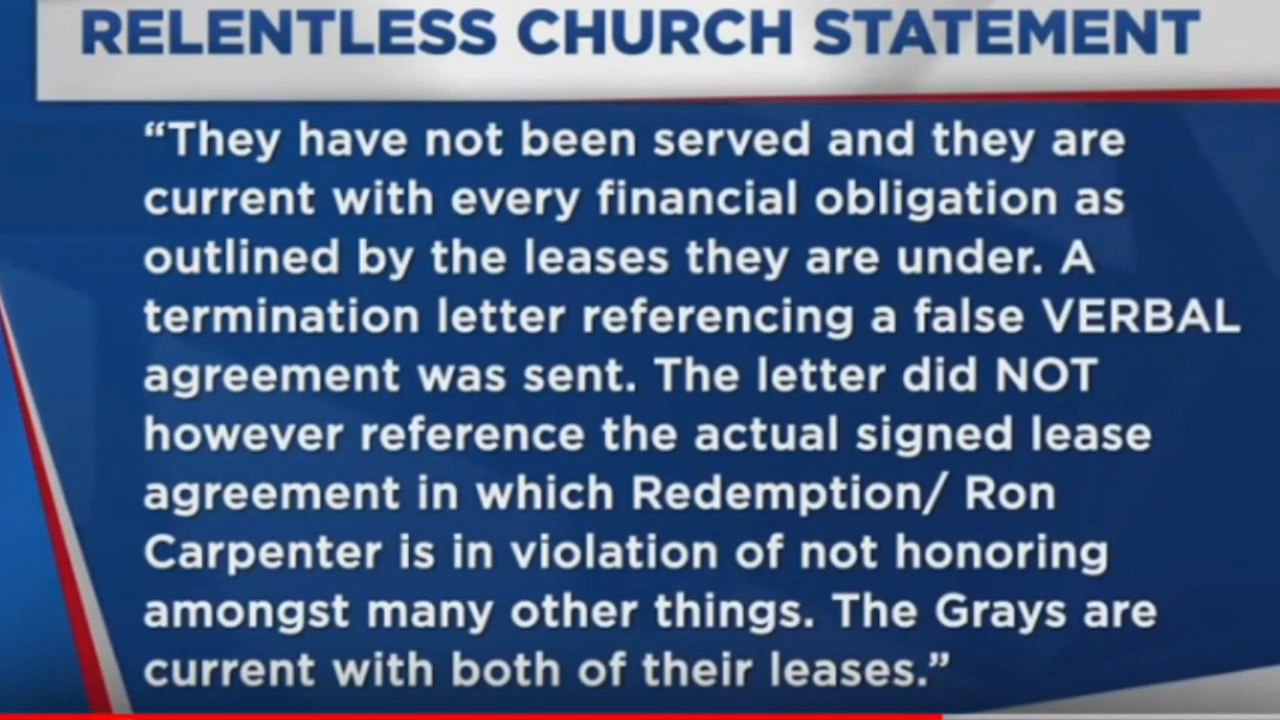 RELENTLESS CHURCH STATEMENT
“They have not been served and they are
current with every financial obligation as
outlined by the leases they are under. A
termination letter referencing a false VERBAL
agreement was sent. The letter did NOT
however reference the actual signed lease
agreement in which Redemption/ Ron
Carpenter is in violation of not honoring
amongst many other things. The Grays are
current with both of their leases.”